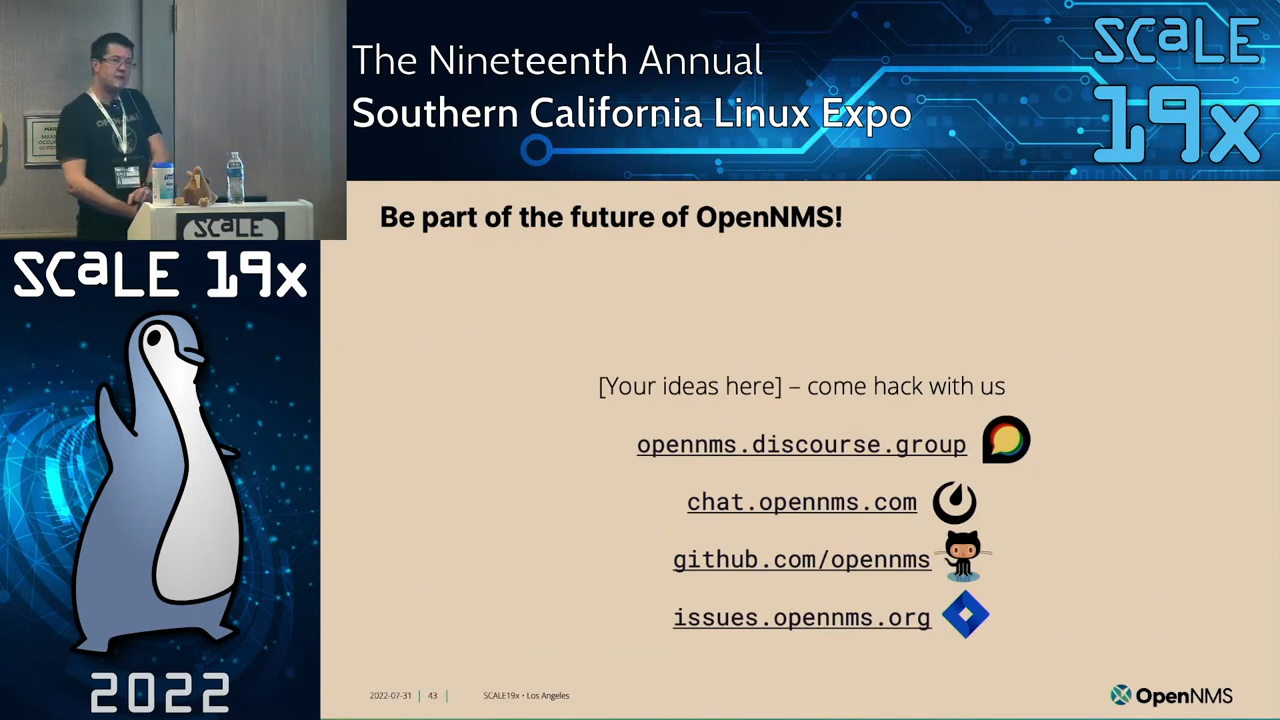 The Nineteenth Annual
Southern California Linux Expo
SCaLE
19x
SCaLE
SCaLE 19x
2022
Be part of the future of OpenNMS!
[Your ideas here] – come hack with us
opennms.discourse.group
chat.opennms.com
github.com/opennms
issues.opennms.org
2022-07-31 | 43 | SCALE19x • Los Angeles
OpenNMS